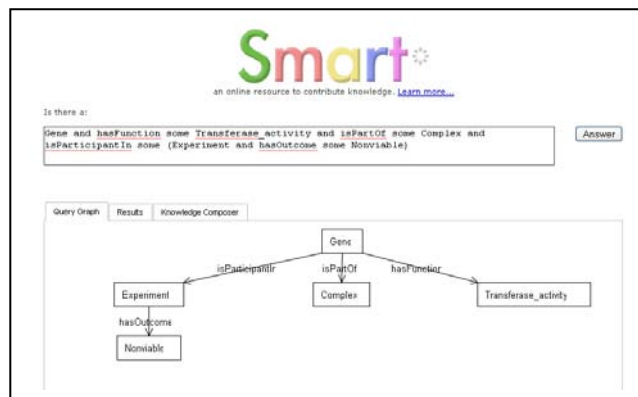 Smart
an online resource to contribute knowledge. Learn more...
Is there a:
Gene and hasFunction some Transferase_activity and isPartOf some Complex and
isParticipantIn some (Experiment and hasOutcome some Nonviable)
Answer
Query Graph Results Knowledge Composer
Gene
isParticipantIr isPartOf hasFunctior
Experiment Complex Transferase_activity
hasOutcome
Nonviable